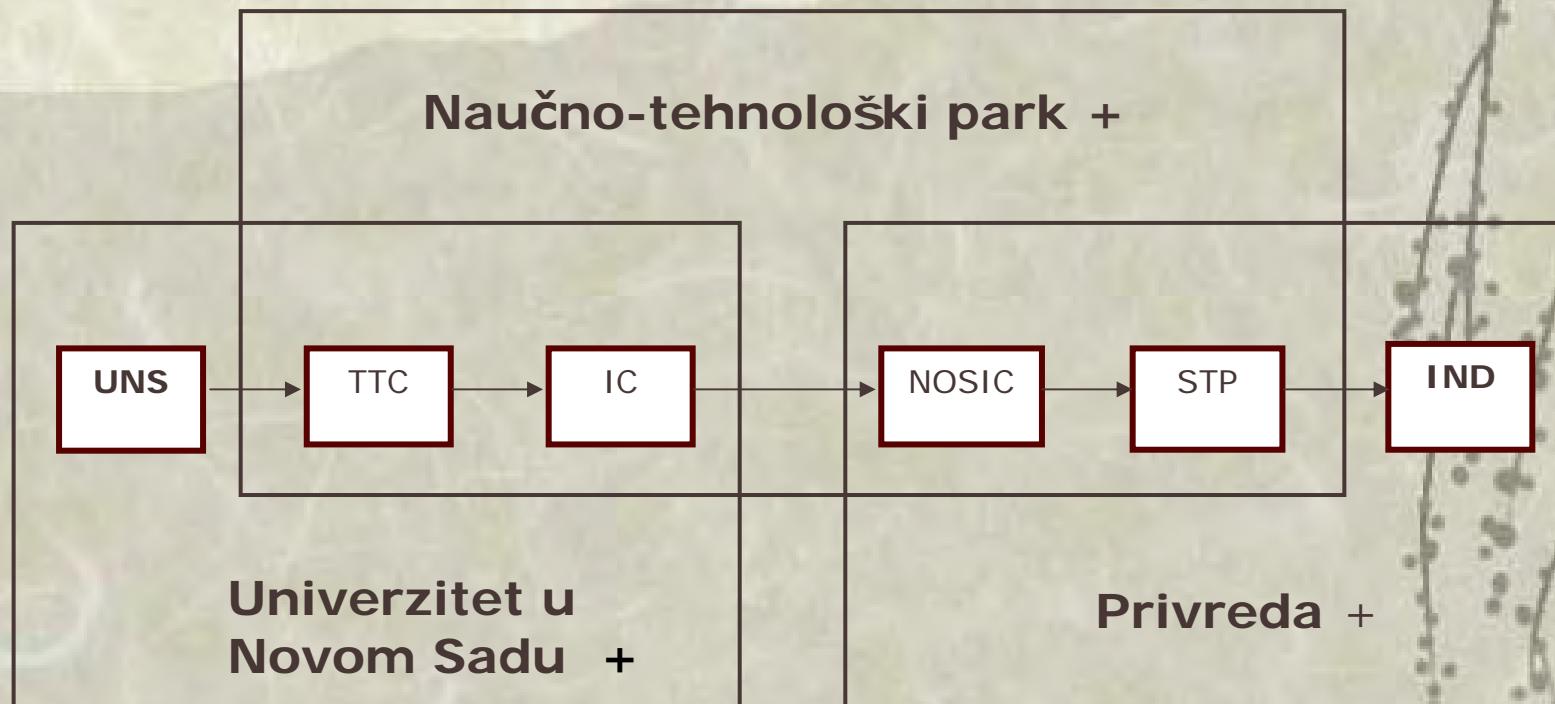 Naučno-tehnološki park +
UNS
TTC
IC
NOSIC
STP
IND
Univerzitet u
Novom Sadu +
Privreda +